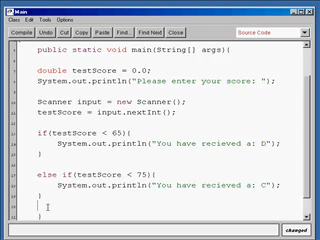 Main
Class Edit Tools Options
Compile Undo Cut Copy Paste Find... Find Next Close Source Code
public static void main(String[] args){
double testScore = 0.0;
System.out.println("Please enter your score: ");
Scanner input = new Scanner();
testScore = input.nextInt();
if(testScore < 65){
System.out.println("You have recieved a: D");
}
else if(testScore < 75){
System.out.println("You have recieved a: C");
}
}
changed